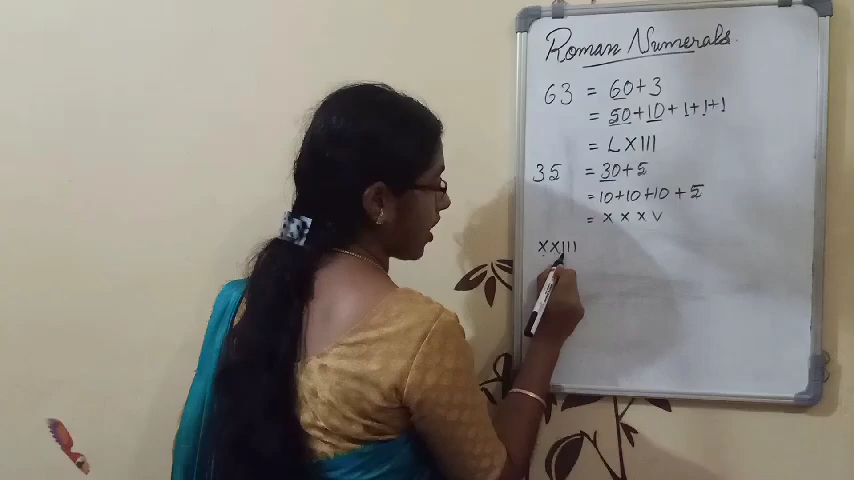 Roman Numerals
63 = 60+3
= 50+10+1+1+1
= LXIII
35 = 30+5
= 10+10+10+5
= X X X V
XXIII